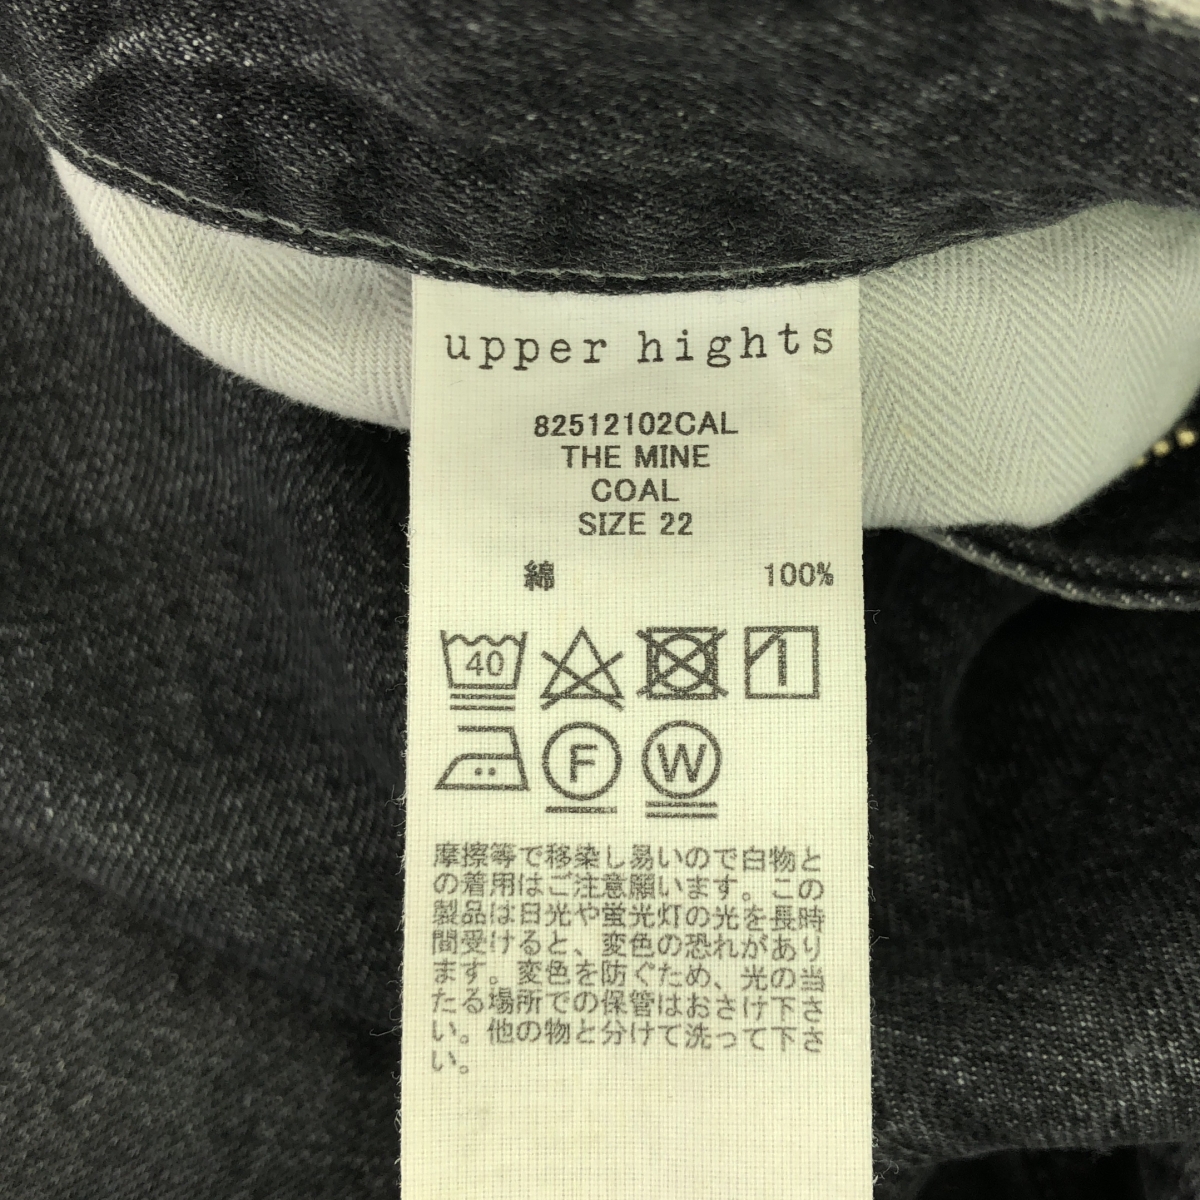 upper hights
82512102CAL
THE MINE
COAL
SIZE 22
綿 100%
40
F W
摩擦等で移染し易いので白物と
の着用はご注意願います。この
製品は日光や蛍光灯の光を長時
間受けると、変色の恐れがあり
ます。変色を防ぐため、光の当
たる場所での保管はおさけ下さ
い。他の物と分けて洗って下さ
い。